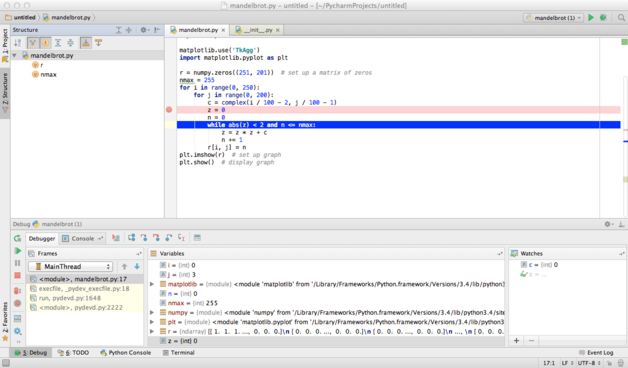 mandelbrot.py - untitled - [~/PycharmProjects/untitled]
untitled mandelbrot.py mandelbrot (1)
Structure
mandelbrot.py __init__.py
1: Project
2: Structure
2: Favorites
mandelbrot.py
r
nmax
matplotlib.use('TkAgg')
import matplotlib.pyplot as plt
r = numpy.zeros((251, 201)) # set up a matrix of zeros
nmax = 255
for i in range(0, 250):
for j in range(0, 200):
c = complex(i / 100 - 2, j / 100 - 1)
z = 0
n = 0
while abs(z) < 2 and n <= nmax:
z = z * z + c
n += 1
r[i, j] = n
plt.imshow(r) # set up graph
plt.show() # display graph
Debug mandelbrot (1)
Debugger Console
Frames
MainThread
<module>, mandelbrot.py:17
execfile, _pydev_execfile.py:18
run, pydevd.py:1648
<module>, pydevd.py:2222
Variables
i = (int) 0
j = (int) 3
matplotlib = (module) <module 'matplotlib' from '/Library/Frameworks/Python.framework/Versions/3.4/lib/python3
n = (int) 0
nmax = (int) 255
numpy = (module) <module 'numpy' from '/Library/Frameworks/Python.framework/Versions/3.4/lib/python3.4/site
plt = (module) <module 'matplotlib.pyplot' from '/Library/Frameworks/Python.framework/Versions/3.4/lib/pyth
r = (ndarray) [[ 1. 1. 1. ..., 0. 0. 0.]\n [ 0. 0. 0. ..., 0. 0. 0.]\n [ 0. 0. 0. ..., 0. 0. 0.]\n ..., \n [ 0. 0. 0.
z = (int) 0
Watches
c = (int) 0
z = ...
5: Debug 6: TODO Python Console Terminal Event Log
17:1 LF UTF-8